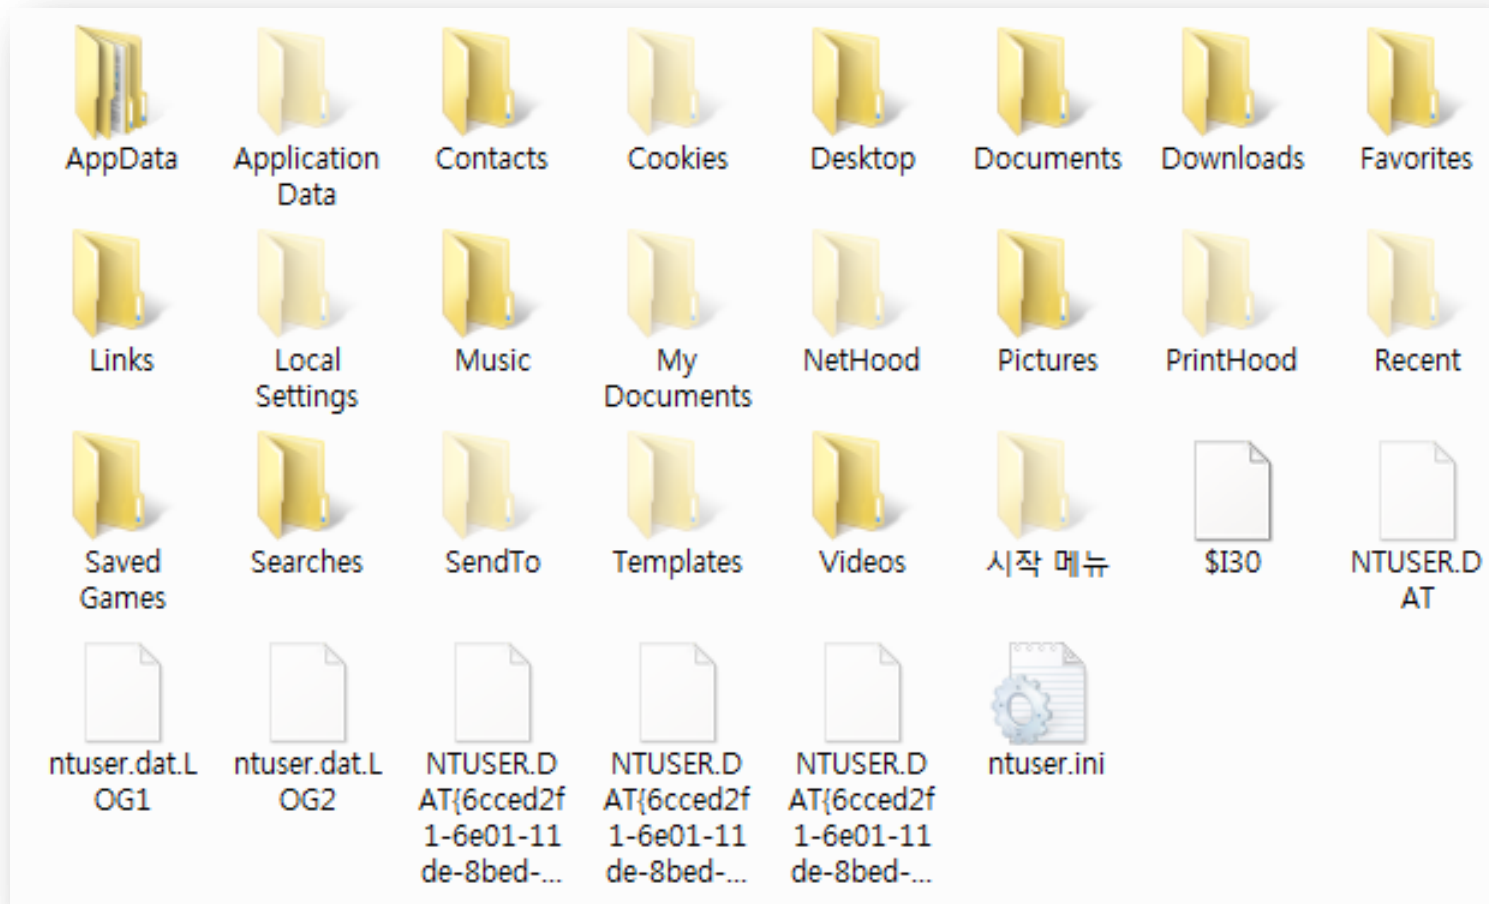 AppData
Application
Data
Contacts
Cookies
Desktop
Documents
Downloads
Favorites
Links
Local
Settings
Music
My
Documents
NetHood
Pictures
PrintHood
Recent
Saved
Games
Searches
SendTo
Templates
Videos
시작 메뉴
$I30
NTUSER.D
AT
ntuser.dat.L
OG1
ntuser.dat.L
OG2
NTUSER.D
AT{6cced2f
1-6e01-11
de-8bed-...
NTUSER.D
AT{6cced2f
1-6e01-11
de-8bed-...
NTUSER.D
AT{6cced2f
1-6e01-11
de-8bed-...
ntuser.ini